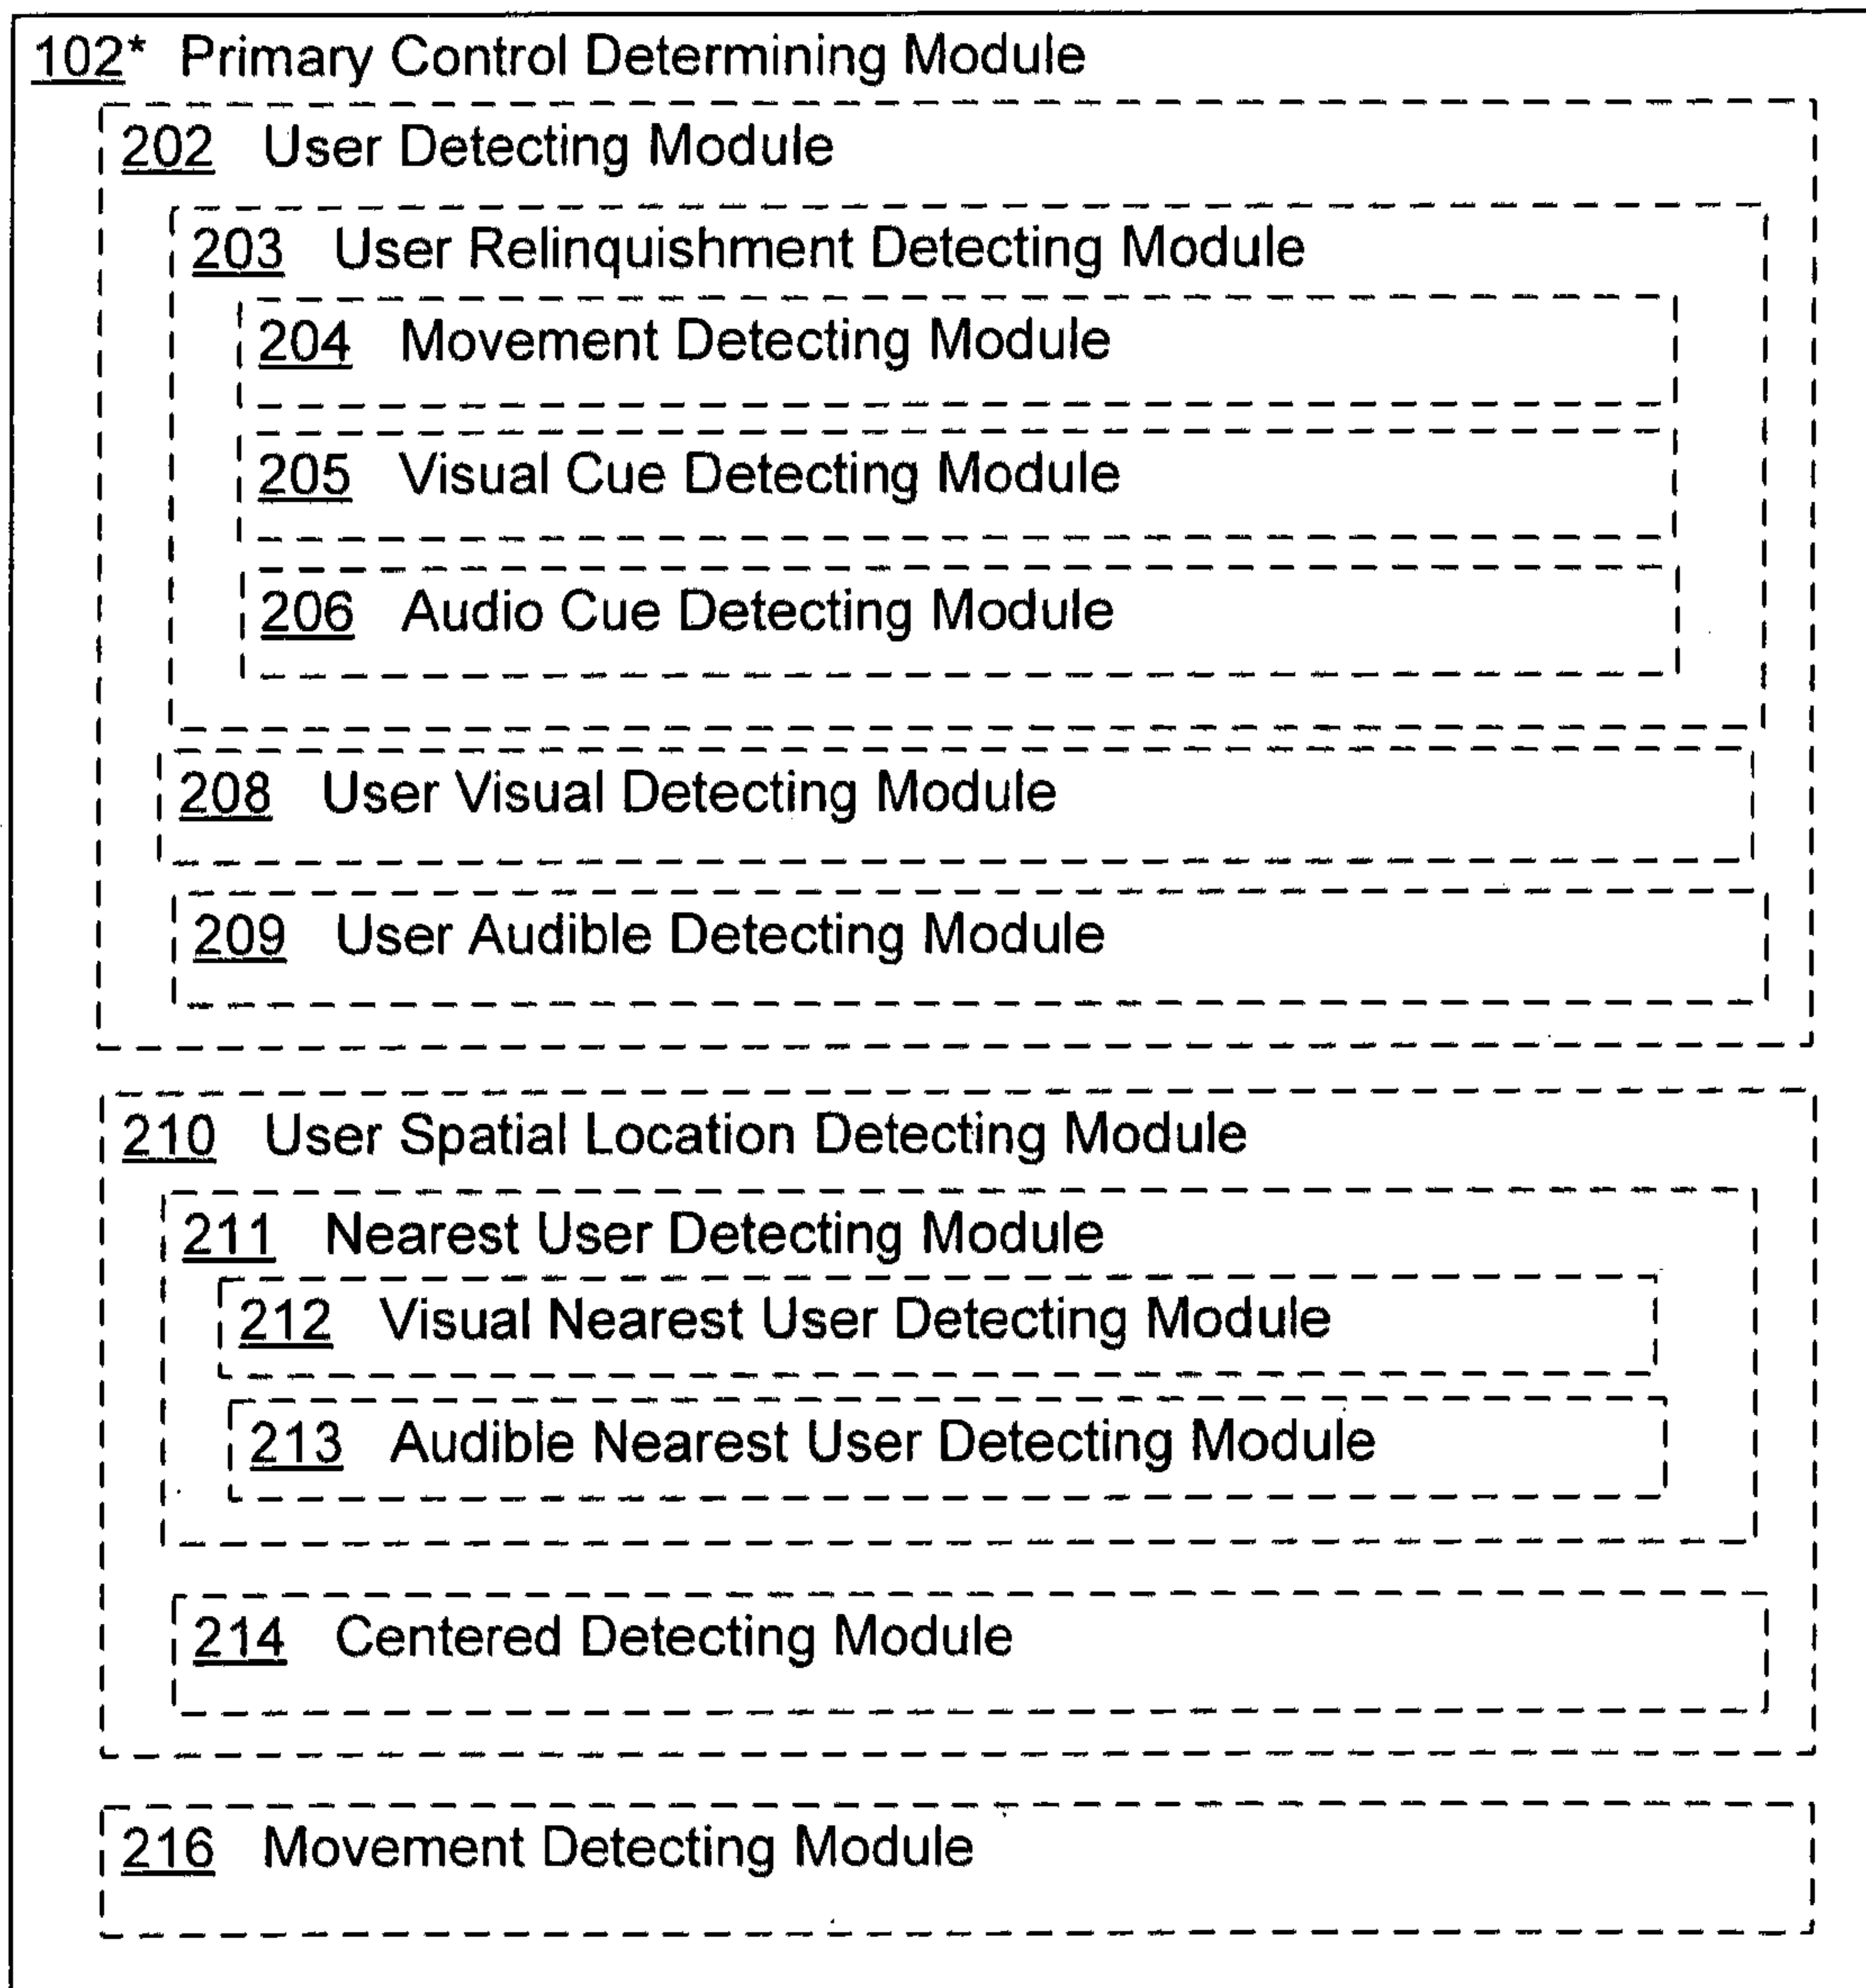 102* Primary Control Determining Module
202 User Detecting Module
203 User Relinquishment Detecting Module
204 Movement Detecting Module
205 Visual Cue Detecting Module
206 Audio Cue Detecting Module
208 User Visual Detecting Module
209 User Audible Detecting Module
210 User Spatial Location Detecting Module
211 Nearest User Detecting Module
212 Visual Nearest User Detecting Module
213 Audible Nearest User Detecting Module
214 Centered Detecting Module
216 Movement Detecting Module